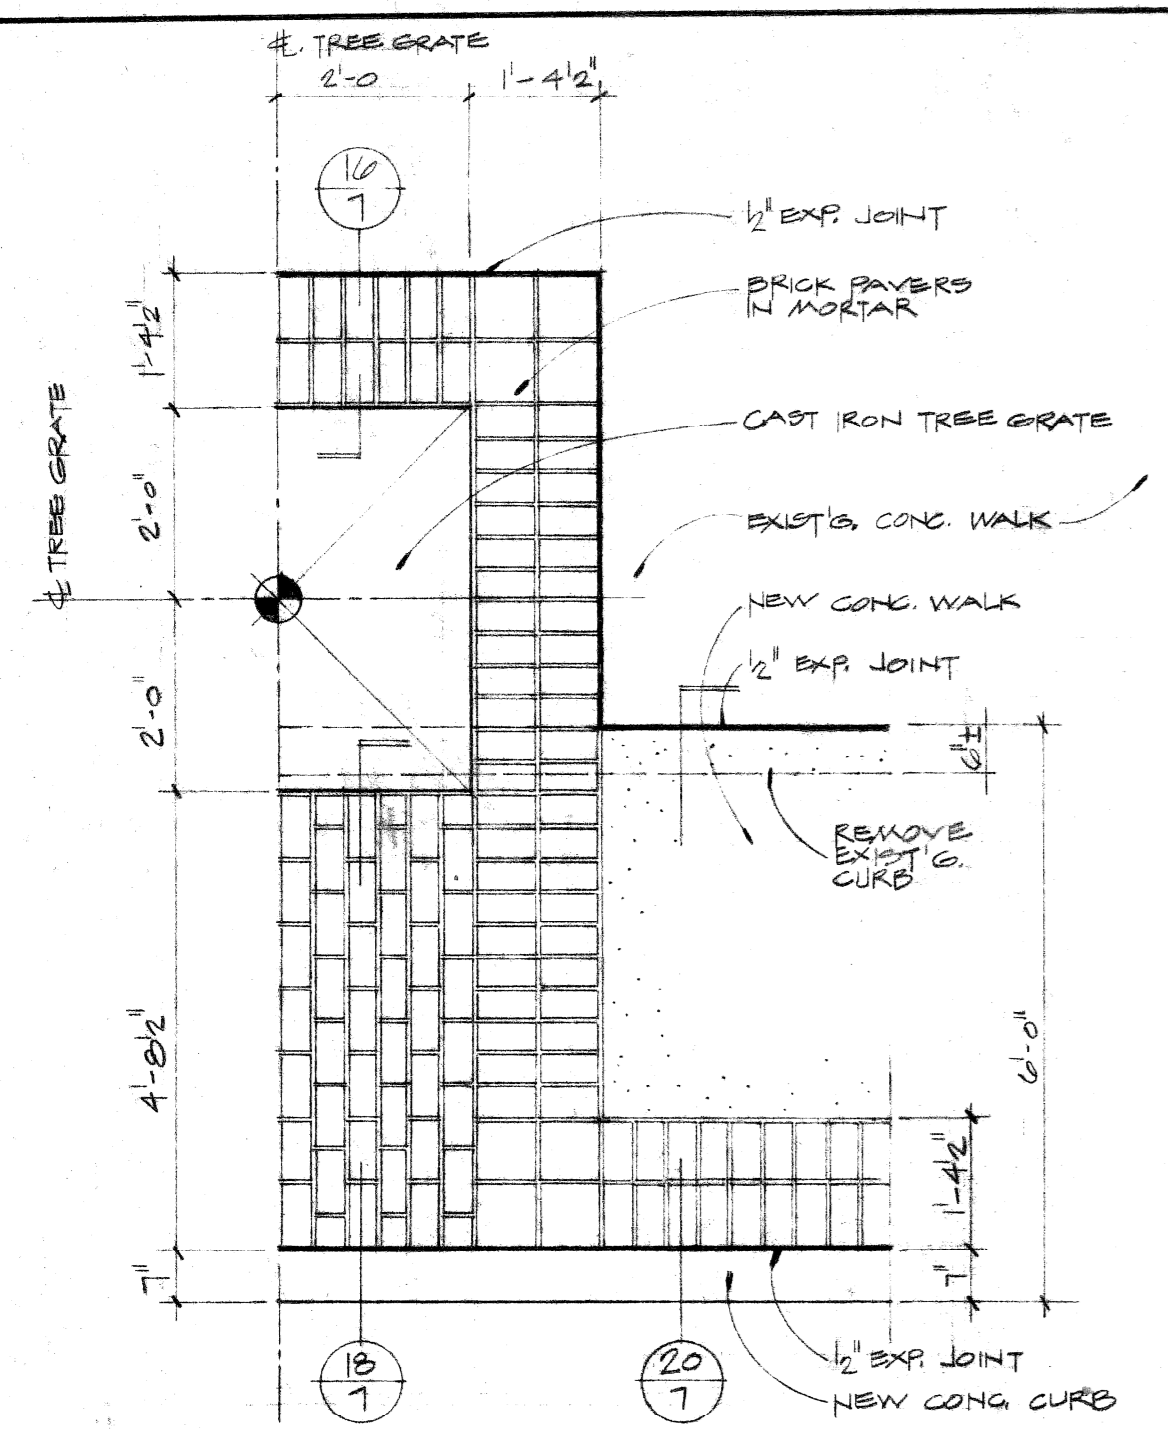 ℄ TREE GRATE
2'-0
1'-4½"
16
7
½" EXP. JOINT
BRICK PAVERS
IN MORTAR
1'-4½"
CAST IRON TREE GRATE
℄ TREE GRATE
2'-0"
EXIST'G. CONC. WALK
NEW CONC. WALK
½" EXP. JOINT
2'-0"
6"±
REMOVE
EXIST'G.
CURB
4'-8½"
6'-0"
1'-4½"
7"
7"
18
7
20
7
½" EXP. JOINT
NEW CONC. CURB